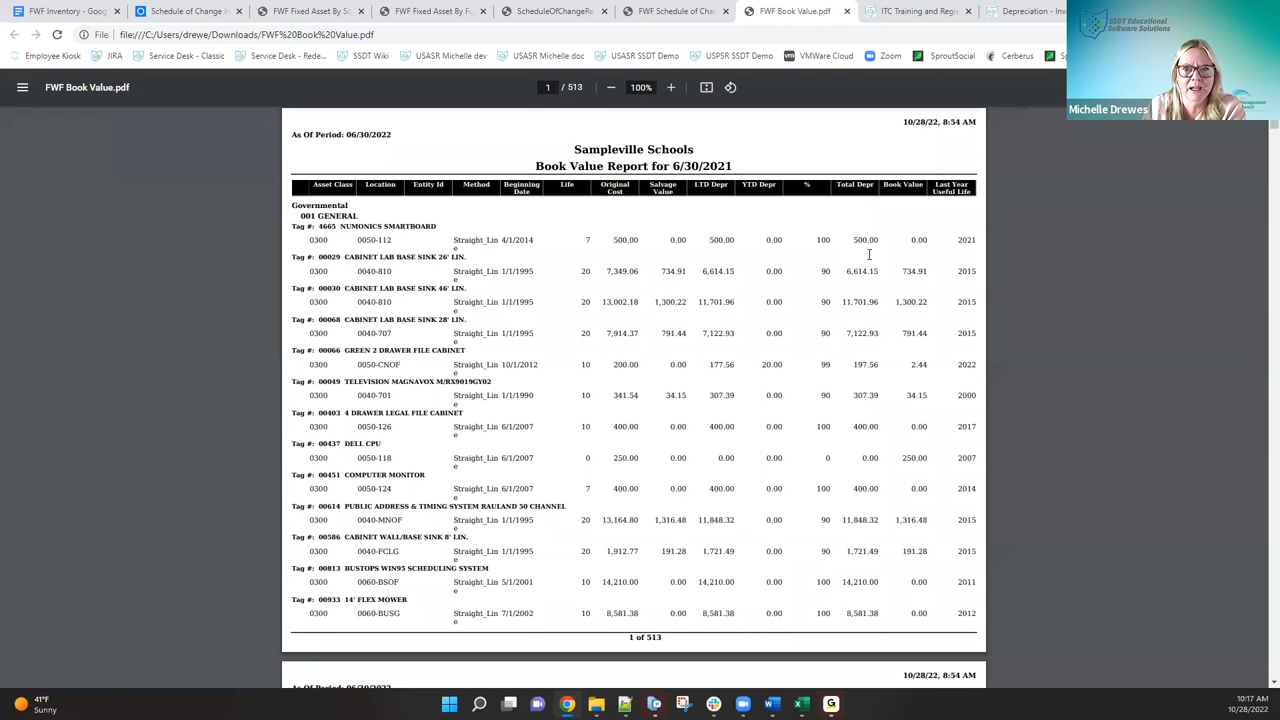 FWF Inventory - Goog
Schedule of Change in
FWF Sold Fixed Asset B
FWF Fixed Asset By Fu
ScheduleOfChangeRe
FWF Schedule of Char
FWF Book Value.pdf
ITC Training and Regis
Depreciation - Inv
File | file:///C:/Users/drewe/Downloads/FWF%20Book%20Value.pdf
Employee Kiosk JIRA Service Desk - Classic Service Desk - Rede... SSDT Wiki USASR Michelle dev USASR Michelle doc USASR SSDT Demo USPSR SSDT Demo VMWare Cloud Zoom SproutSocial Cerberus
SSDT Educational
Software Solutions
Michelle Drewes
FWF Book Value.pdf 1 / 513 100%
10/28/22, 8:54 AM
As Of Period: 06/30/2022
Sampleville Schools
Book Value Report for 6/30/2021
Asset Class Location Entity Id Method Beginning Date Life Original Cost Salvage Value LTD Depr YTD Depr % Total Depr Book Value Last Year Useful Life
Governmental
001 GENERAL
Tag #: 4665 NUMONICS SMARTBOARD
0300 0050-112 Straight_Line 4/1/2014 7 500.00 0.00 500.00 0.00 100 500.00 0.00 2021
Tag #: 00029 CABINET LAB BASE SINK 26' LIN.
0300 0040-810 Straight_Line 1/1/1995 20 7,349.06 734.91 6,614.15 0.00 90 6,614.15 734.91 2015
Tag #: 00030 CABINET LAB BASE SINK 46' LIN.
0300 0040-810 Straight_Line 1/1/1995 20 13,002.18 1,300.22 11,701.96 0.00 90 11,701.96 1,300.22 2015
Tag #: 00068 CABINET LAB BASE SINK 28' LIN.
0300 0040-707 Straight_Line 1/1/1995 20 7,914.37 791.44 7,122.93 0.00 90 7,122.93 791.44 2015
Tag #: 00066 GREEN 2 DRAWER FILE CABINET
0300 0050-CNOF Straight_Line 10/1/2012 10 200.00 0.00 177.56 20.00 99 197.56 2.44 2022
Tag #: 00049 TELEVISION MAGNAVOX M/RX9019GY02
0300 0040-701 Straight_Line 1/1/1990 10 341.54 34.15 307.39 0.00 90 307.39 34.15 2000
Tag #: 00403 4 DRAWER LEGAL FILE CABINET
0300 0050-126 Straight_Line 6/1/2007 10 400.00 0.00 400.00 0.00 100 400.00 0.00 2017
Tag #: 00437 DELL CPU
0300 0050-118 Straight_Line 6/1/2007 0 250.00 0.00 0.00 0.00 0 0.00 250.00 2007
Tag #: 00451 COMPUTER MONITOR
0300 0050-124 Straight_Line 6/1/2007 7 400.00 0.00 400.00 0.00 100 400.00 0.00 2014
Tag #: 00614 PUBLIC ADDRESS & TIMING SYSTEM RAULAND 50 CHANNEL
0300 0040-MNOF Straight_Line 1/1/1995 20 13,164.80 1,316.48 11,848.32 0.00 90 11,848.32 1,316.48 2015
Tag #: 00586 CABINET WALL/BASE SINK 8' LIN.
0300 0040-FCLG Straight_Line 1/1/1995 20 1,912.77 191.28 1,721.49 0.00 90 1,721.49 191.28 2015
Tag #: 00813 BUSTOPS WIN95 SCHEDULING SYSTEM
0300 0060-BSOF Straight_Line 5/1/2001 10 14,210.00 0.00 14,210.00 0.00 100 14,210.00 0.00 2011
Tag #: 00933 14' FLEX MOWER
0300 0060-BUSG Straight_Line 7/1/2002 10 8,581.38 0.00 8,581.38 0.00 100 8,581.38 0.00 2012
1 of 513
10/28/22, 8:54 AM
As Of Period: 06/30/2022
41°F
Sunny
10:17 AM
10/28/2022